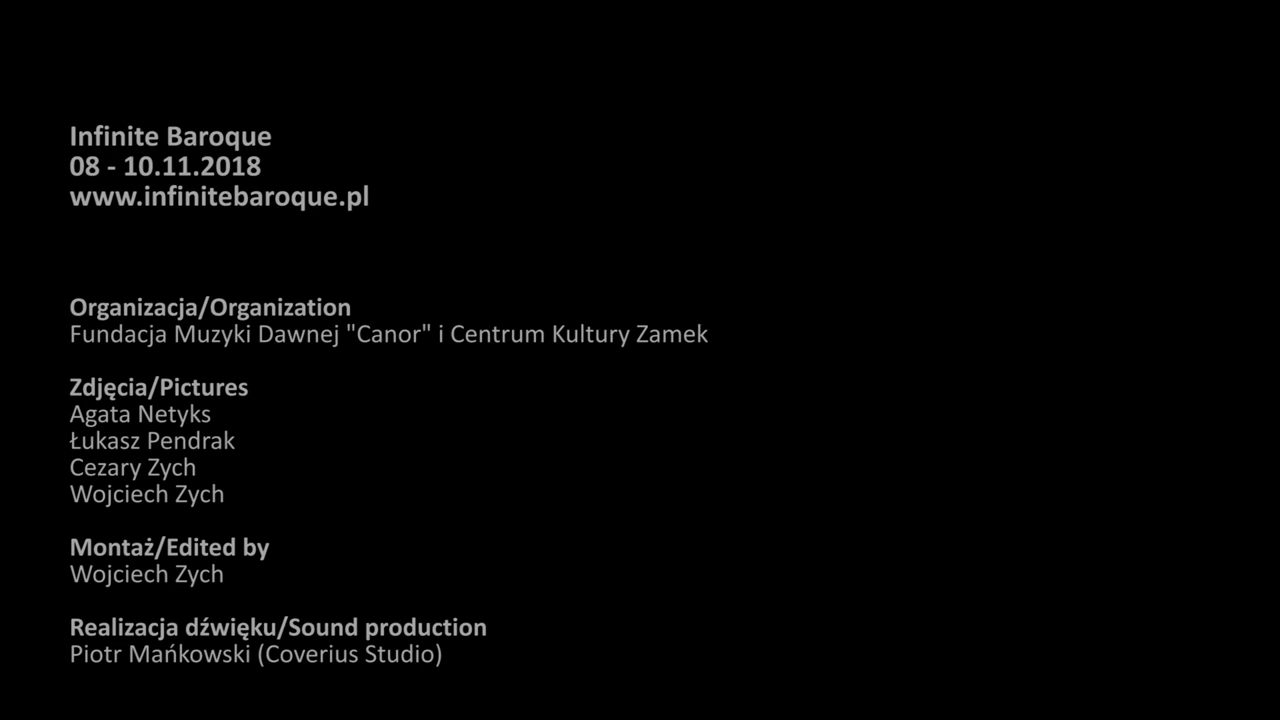 Infinite Baroque
08 - 10.11.2018
www.infinitebaroque.pl
Organizacja/Organization
Fundacja Muzyki Dawnej "Canor" i Centrum Kultury Zamek
Zdjęcia/Pictures
Agata Netyks
Łukasz Pendrak
Cezary Zych
Wojciech Zych
Montaż/Edited by
Wojciech Zych
Realizacja dźwięku/Sound production
Piotr Mańkowski (Coverius Studio)